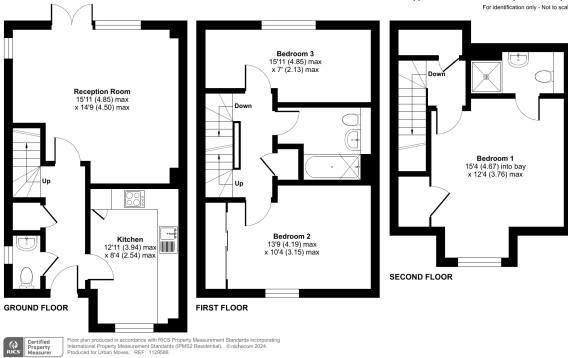 For identification only - Not to scal
Reception Room
15'11 (4.85) max
x 14'9 (4.50) max
Up
Kitchen
12'11 (3.94) max
x 8'4 (2.54) max
GROUND FLOOR
Bedroom 3
15'11 (4.85) max
x 7' (2.13) max
Down
Up
Bedroom 2
13'9 (4.19) max
x 10'4 (3.15) max
FIRST FLOOR
Down
Bedroom 1
15'4 (4.67) into bay
x 12'4 (3.76) max
SECOND FLOOR
RICS
Certified
Property
Measurer
Floor plan produced in accordance with RICS Property Measurement Standards incorporating
International Property Measurement Standards (IPMS2 Residential). ©nichecom 2024.
Produced for Urban Moves. REF: 1129588